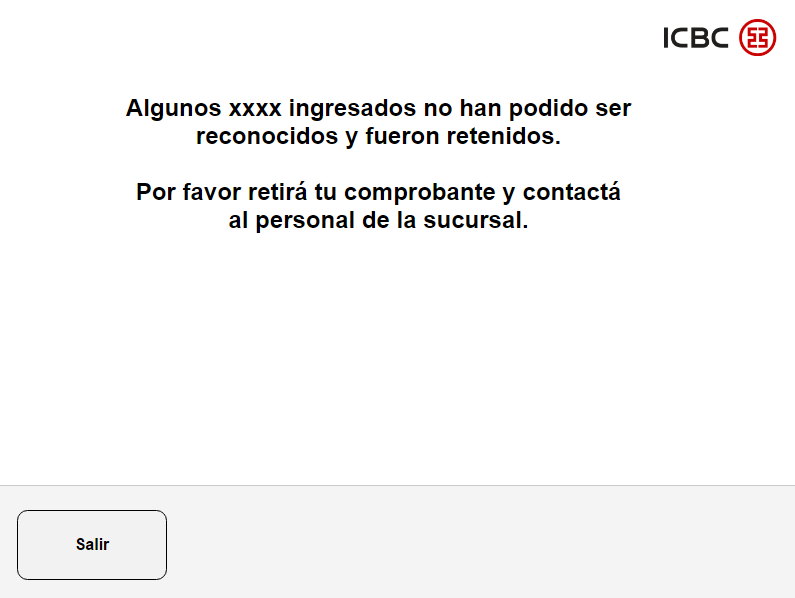 ICBC
Algunos xxxx ingresados no han podido ser
reconocidos y fueron retenidos.
Por favor retirá tu comprobante y contactá
al personal de la sucursal.
Salir